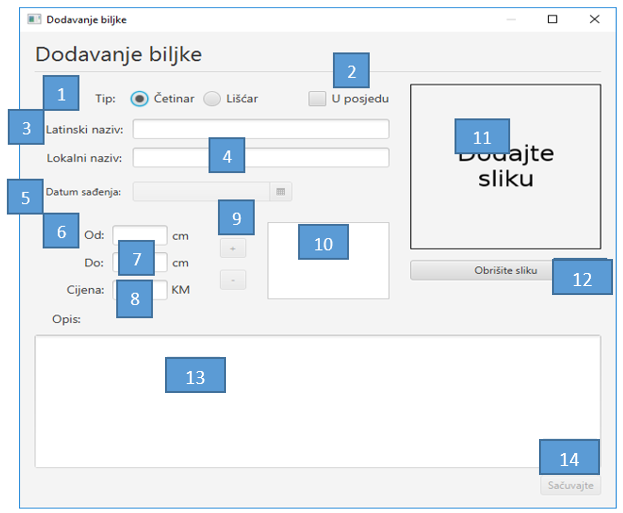 Dodavanje biljke
Dodavanje biljke
1
Tip: Četinar Lišćar
2
U posjedu
3
Latinski naziv:
Lokalni naziv:
4
5
Datum sađenja:
6
Od: cm
Do: 7 cm
Cijena: 8 KM
9
+
-
10
11
Dodajte
sliku
Obrišite sliku
12
Opis:
13
14
Sačuvajte